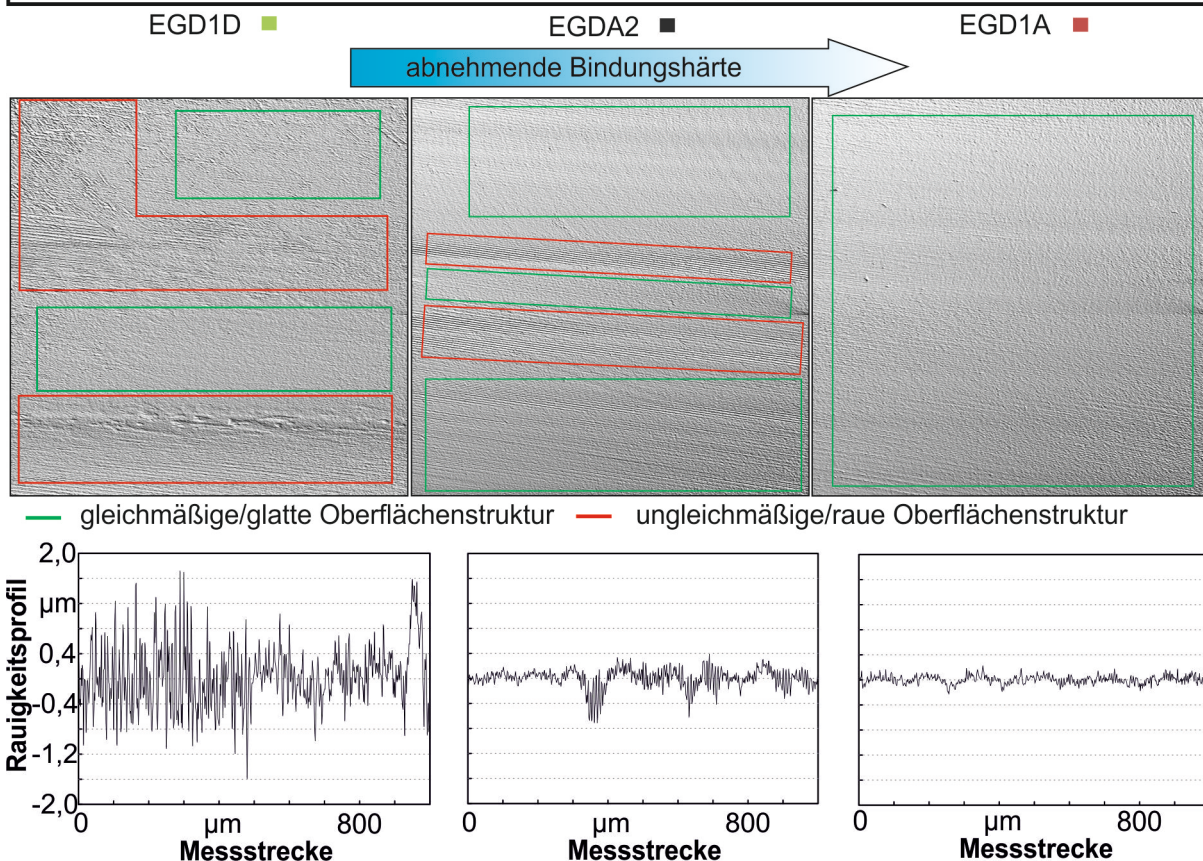 EGD1D EGDA2 EGD1A
abnehmende Bindungshärte
gleichmäßige/glatte Oberflächenstruktur ungleichmäßige/raue Oberflächenstruktur
Rauigkeitsprofil
2,0
µm
0,4
-0,4
-1,2
-2,0
0 µm 800 0 µm 800 0 µm 800
Messstrecke Messstrecke Messstrecke